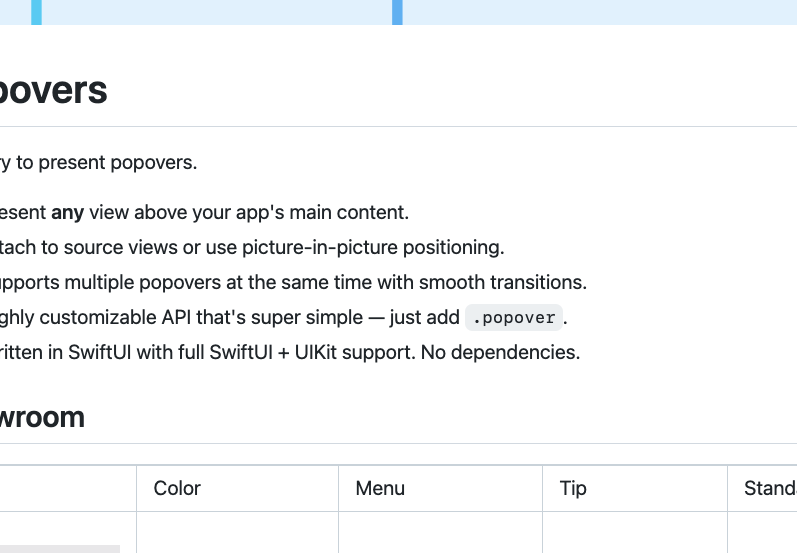 povers
ry to present popovers.
esent any view above your app's main content.
tach to source views or use picture-in-picture positioning.
upports multiple popovers at the same time with smooth transitions.
ghly customizable API that's super simple — just add .popover.
ritten in SwiftUI with full SwiftUI + UIKit support. No dependencies.
wroom
Color Menu Tip Stand